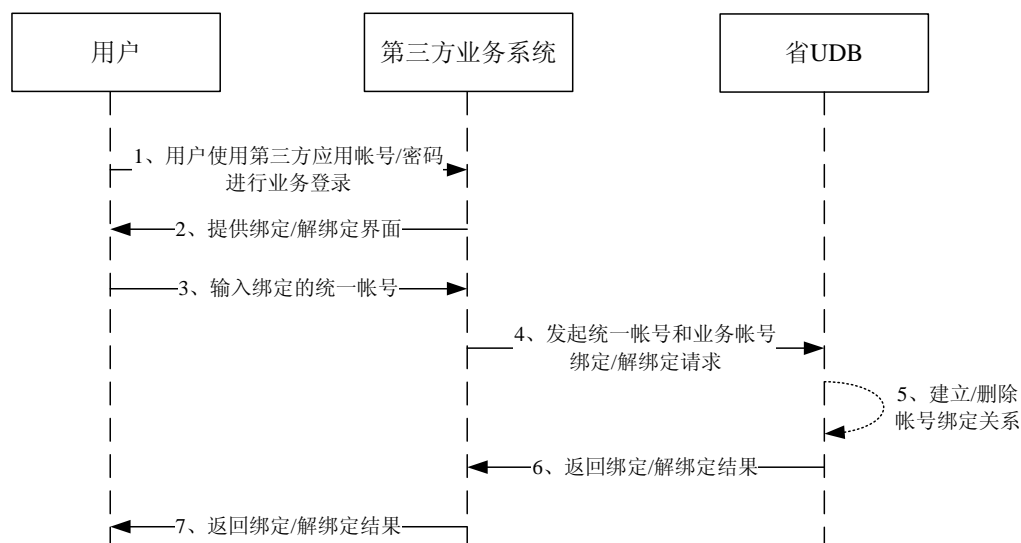 用户
第三方业务系统
省UDB
1、用户使用第三方应用帐号/密码
进行业务登录
2、提供绑定/解绑定界面
3、输入绑定的统一帐号
4、发起统一帐号和业务帐号
绑定/解绑定请求
5、建立/删除
帐号绑定关系
6、返回绑定/解绑定结果
7、返回绑定/解绑定结果